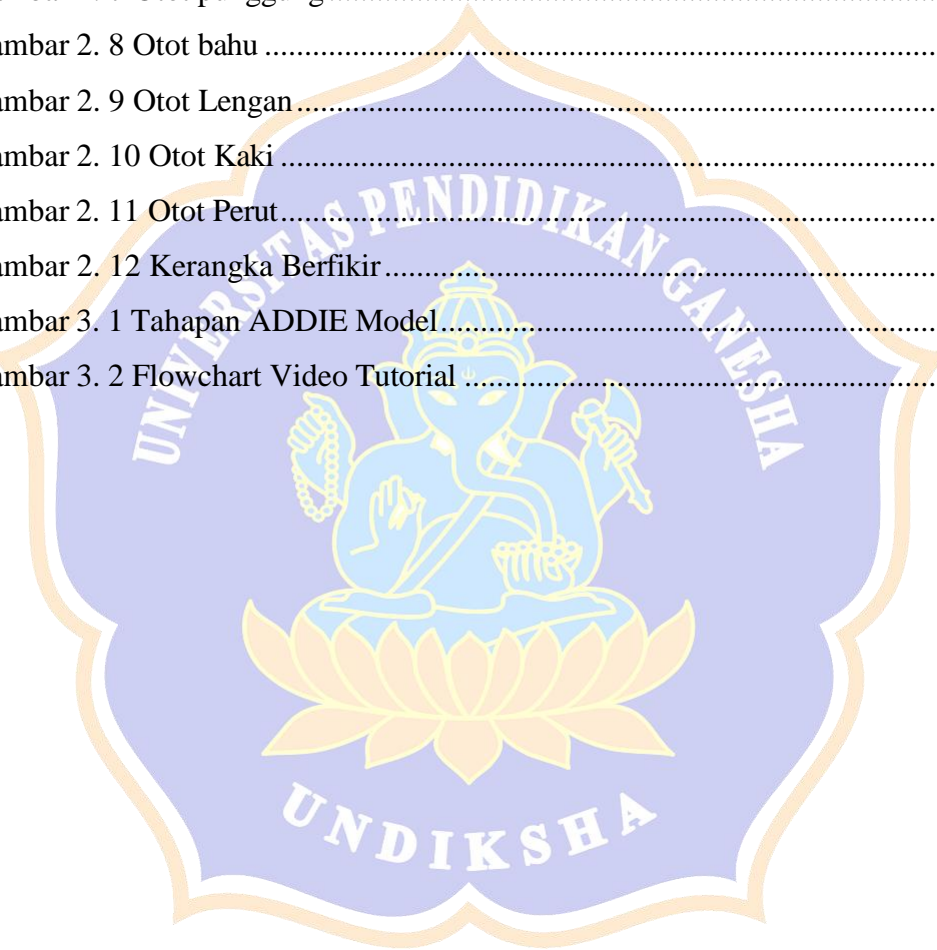 Otot punggung................................................................................
ambar 2. 8 Otot bahu................................................................................
ambar 2. 9 Otot Lengan................................................................................
ambar 2. 10 Otot Kaki................................................................................
ambar 2. 11 Otot Perut................................................................................
ambar 2. 12 Kerangka Berfikir................................................................................
ambar 3. 1 Tahapan ADDIE Model................................................................................
ambar 3. 2 Flowchart Video Tutorial................................................................................
UNIVERSITAS PENDIDIKAN GANESHA
UNDIKSHA